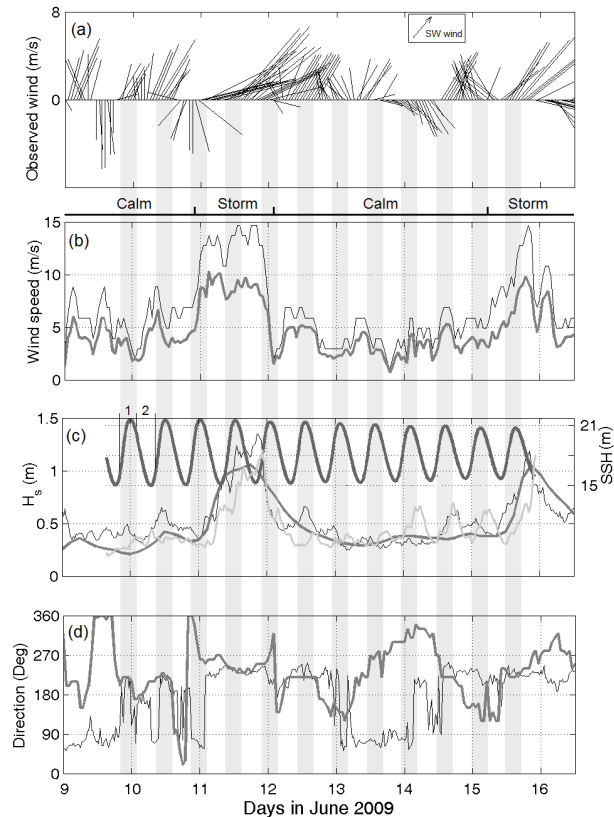 (a)
8
0
Observed wind (m/s)
SW wind
Calm Storm Calm Storm
(b)
15
10
5
0
Wind speed (m/s)
(c)
1 2
1.5
1
0.5
0
H_s (m)
21
15
SSH (m)
(d)
360
270
180
90
0
Direction (Deg)
9 10 11 12 13 14 15 16
Days in June 2009